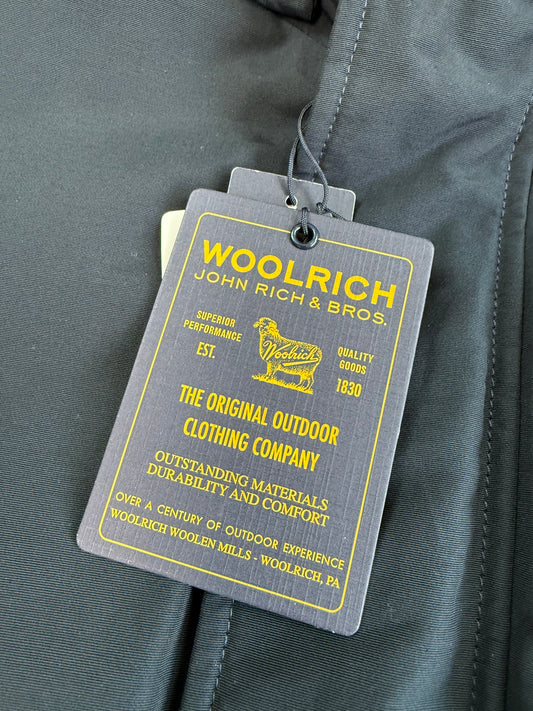 WOOLRICH
JOHN RICH & BROS.
SUPERIOR
PERFORMANCE
EST.
Woolrich
QUALITY
GOODS
1830
THE ORIGINAL OUTDOOR
CLOTHING COMPANY
OUTSTANDING MATERIALS
DURABILITY AND COMFORT
OVER A CENTURY OF OUTDOOR EXPERIENCE
WOOLRICH WOOLEN MILLS - WOOLRICH, PA